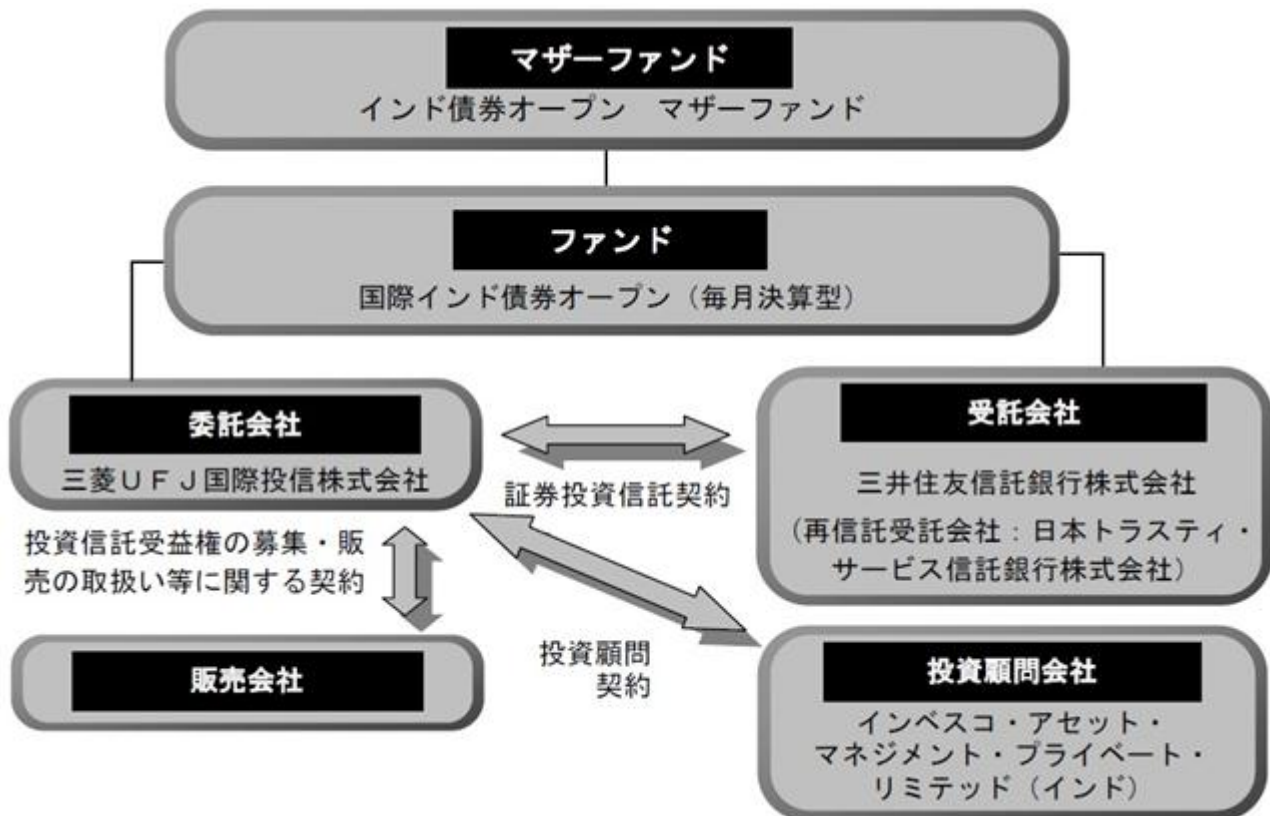 マザーファンド
インド債券オープン　マザーファンド
ファンド
国際インド債券オープン（毎月決算型）
委託会社
三菱ＵＦＪ国際投信株式会社
証券投資信託契約
受託会社
三井住友信託銀行株式会社
（再信託受託会社：日本トラスティ・
サービス信託銀行株式会社）
投資信託受益権の募集・販
売の取扱い等に関する契約
販売会社
投資顧問
契約
投資顧問会社
インベスコ・アセット・
マネジメント・プライベート・
リミテッド（インド）